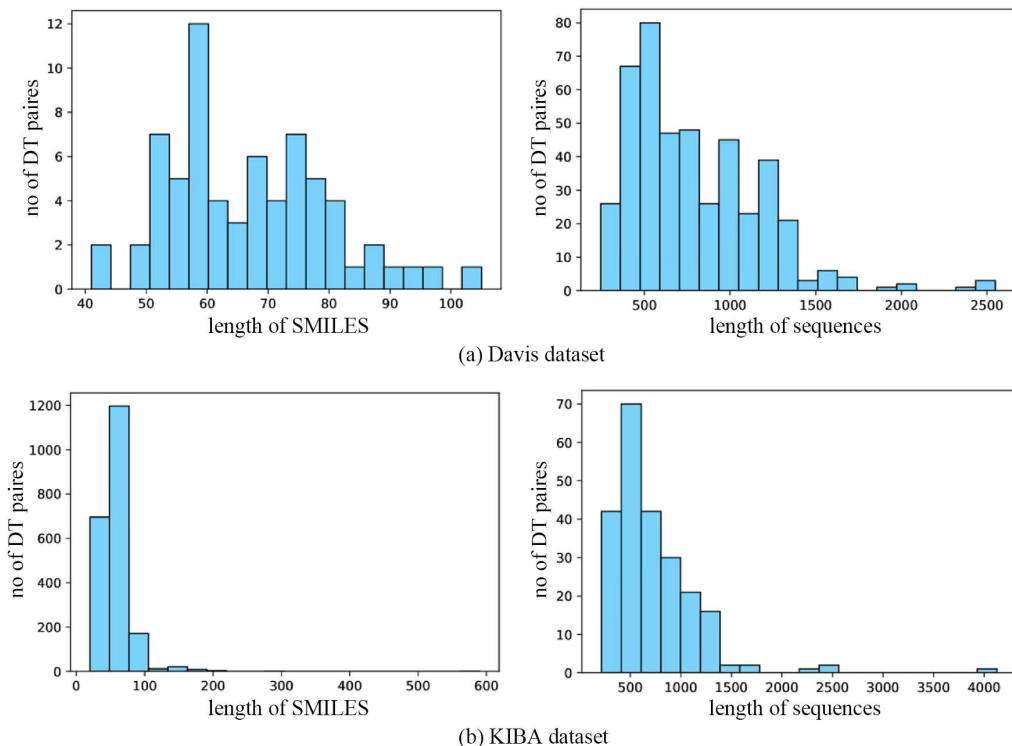 12
10
8
6
4
2
0
no of DT paires
40 50 60 70 80 90 100
length of SMILES
80
70
60
50
40
30
20
10
0
no of DT paires
500 1000 1500 2000 2500
length of sequences
(a) Davis dataset
1200
1000
800
600
400
200
0
no of DT paires
0 100 200 300 400 500 600
length of SMILES
70
60
50
40
30
20
10
0
no of DT paires
500 1000 1500 2000 2500 3000 3500 4000
length of sequences
(b) KIBA dataset